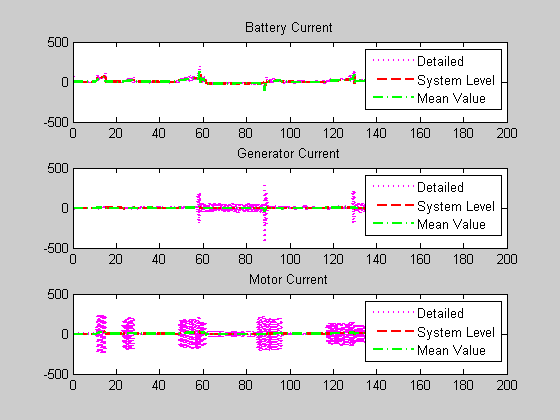 Battery Current
500
0
-500
Detailed
System Level
Mean Value
0 20 40 60 80 100 120 140 160 180 200
Generator Current
500
0
-500
Detailed
System Level
Mean Value
0 20 40 60 80 100 120 140 160 180 200
Motor Current
500
0
-500
Detailed
System Level
Mean Value
0 20 40 60 80 100 120 140 160 180 200